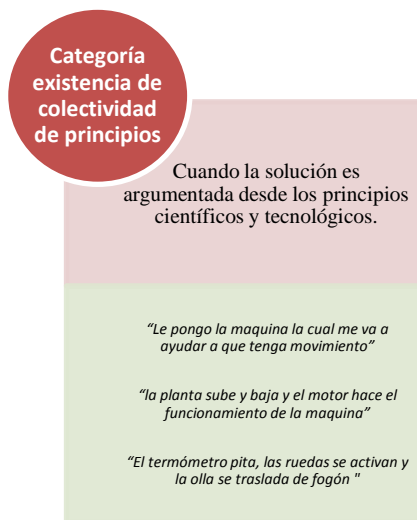 Categoría
existencia de
colectividad
de principios
Cuando la solución es
argumentada desde los principios
científicos y tecnológicos.
“Le pongo la maquina la cual me va a
ayudar a que tenga movimiento”
“la planta sube y baja y el motor hace el
funcionamiento de la maquina”
“El termómetro pita, las ruedas se activan y
la olla se traslada de fogón "